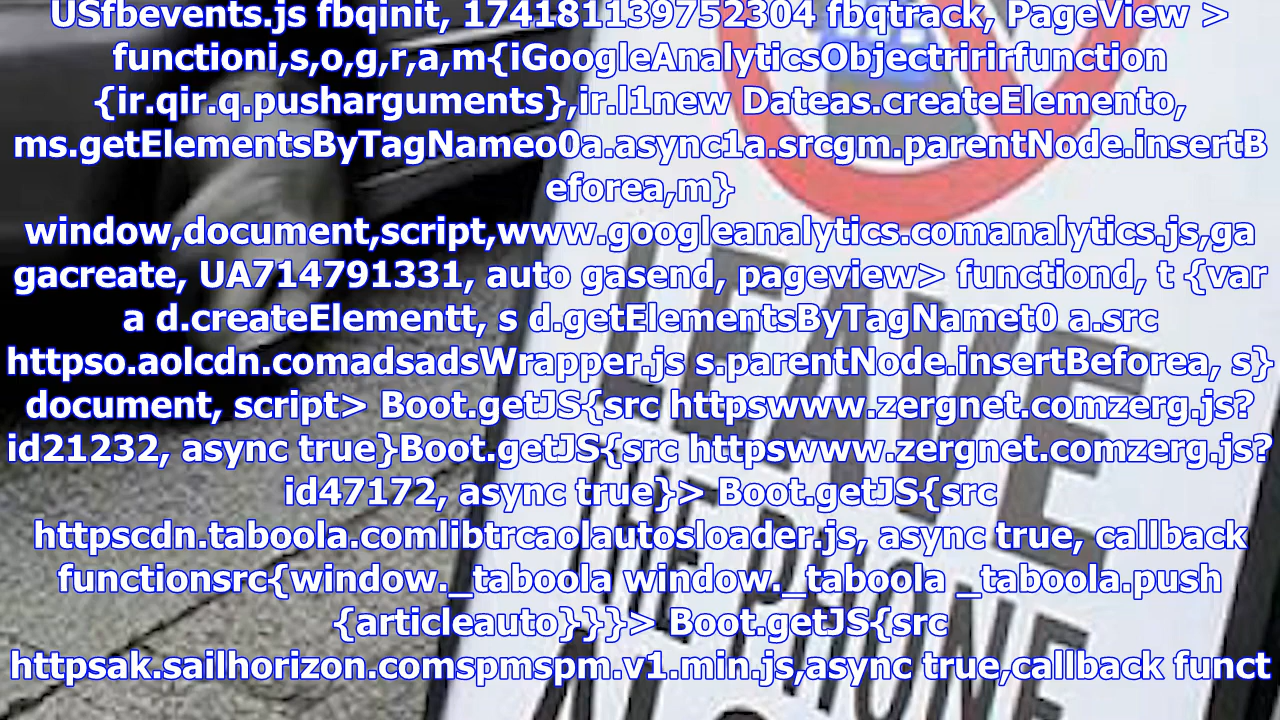 USfbevents.js fbqinit, 174181139752304 fbqtrack, PageView >
functioni,s,o,g,r,a,m{iGoogleAnalyticsObjectriririrfunction
{ir.qir.q.pusharguments},ir.l1new Dateas.createElemento,
ms.getElementsByTagNameo0a.async1a.srcgm.parentNode.insertB
eforea,m}
window,document,script,www.googleanalytics.comanalytics.js,ga
gacreate, UA714791331, auto gasend, pageview> functiond, t {var
a d.createElementt, s d.getElementsByTagNamet0 a.src
httpso.aolcdn.comadsadsWrapper.js s.parentNode.insertBeforea, s}
document, script> Boot.getJS{src httpswww.zergnet.comzerg.js?
id21232, async true}Boot.getJS{src httpswww.zergnet.comzerg.js?
id47172, async true}> Boot.getJS{src
httpscdn.taboola.comlibtrcaolautosloader.js, async true, callback
functionsrc{window._taboola window._taboola _taboola.push
{articleauto}}}> Boot.getJS{src
httpsak.sailhorizon.comspmspm.v1.min.js,async true,callback funct
LEAVE
THE PHONE